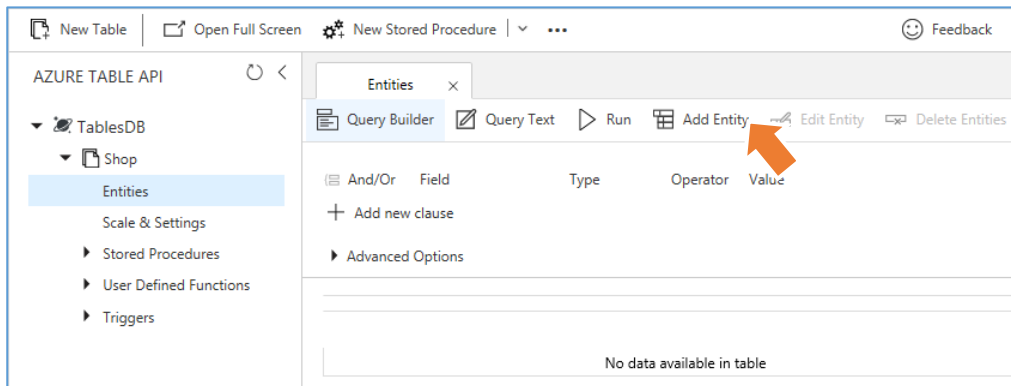 New Table Open Full Screen New Stored Procedure ... Feedback
AZURE TABLE API
Entities
Query Builder Query Text Run Add Entity Edit Entity Delete Entities
TablesDB
Shop
Entities
Scale & Settings
Stored Procedures
User Defined Functions
Triggers
And/Or Field Type Operator Value
Add new clause
Advanced Options
No data available in table